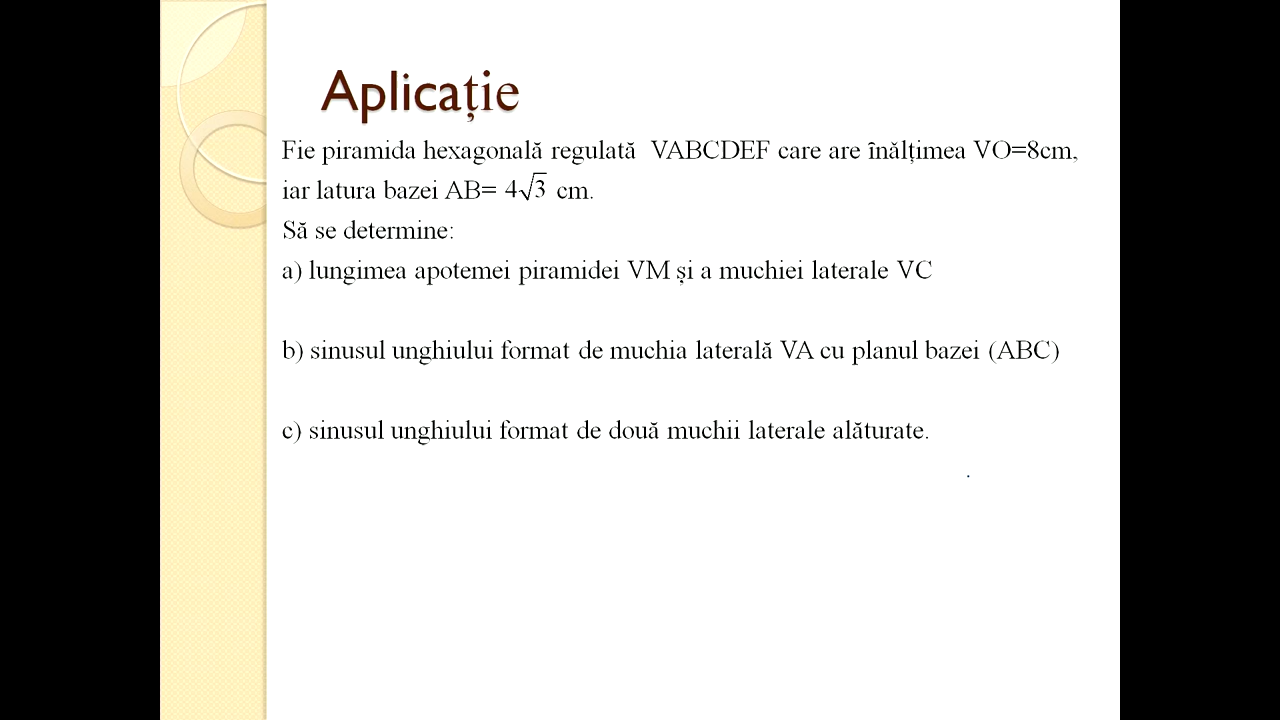 Aplicație
Fie piramida hexagonală regulată VABCDEF care are înălțimea VO=8cm,
iar latura bazei AB= 4√3 cm.
Să se determine:
a) lungimea apotemei piramidei VM și a muchiei laterale VC
b) sinusul unghiului format de muchia laterală VA cu planul bazei (ABC)
c) sinusul unghiului format de două muchii laterale alăturate.
.